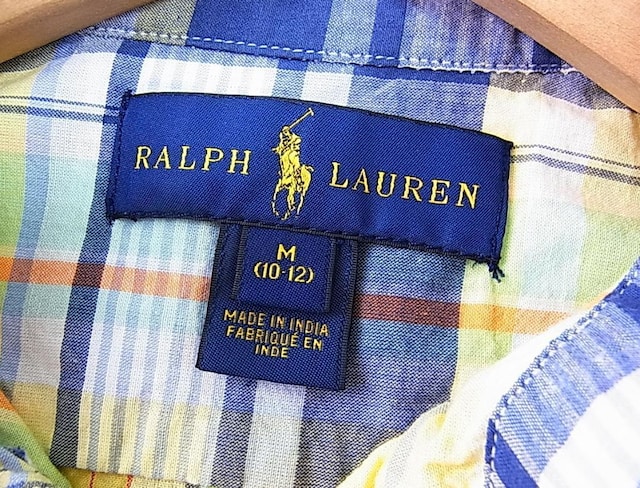 RALPH LAUREN
M
(10-12)
MADE IN INDIA
FABRIQUÉ EN
INDE